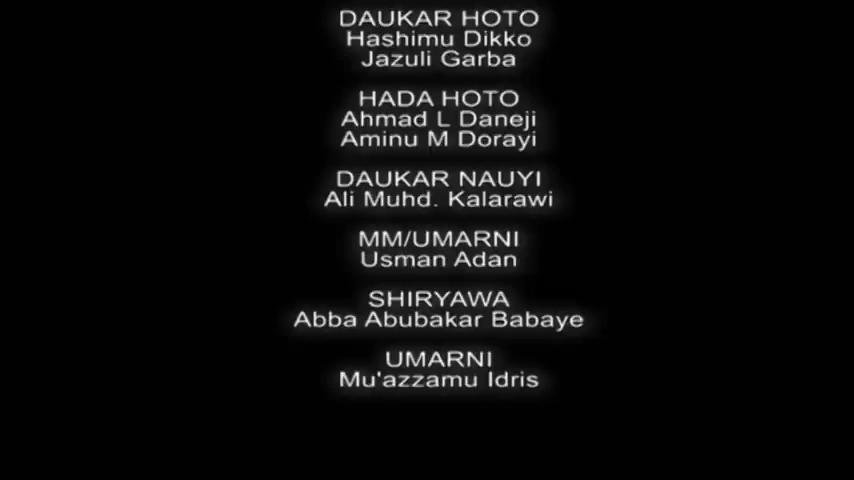 DAUKAR HOTO
Hashimu Dikko
Jazuli Garba
HADA HOTO
Ahmad L Daneji
Aminu M Dorayi
DAUKAR NAUYI
Ali Muhd. Kalarawi
MM/UMARNI
Usman Adan
SHIRYAWA
Abba Abubakar Babaye
UMARNI
Mu'azzamu Idris